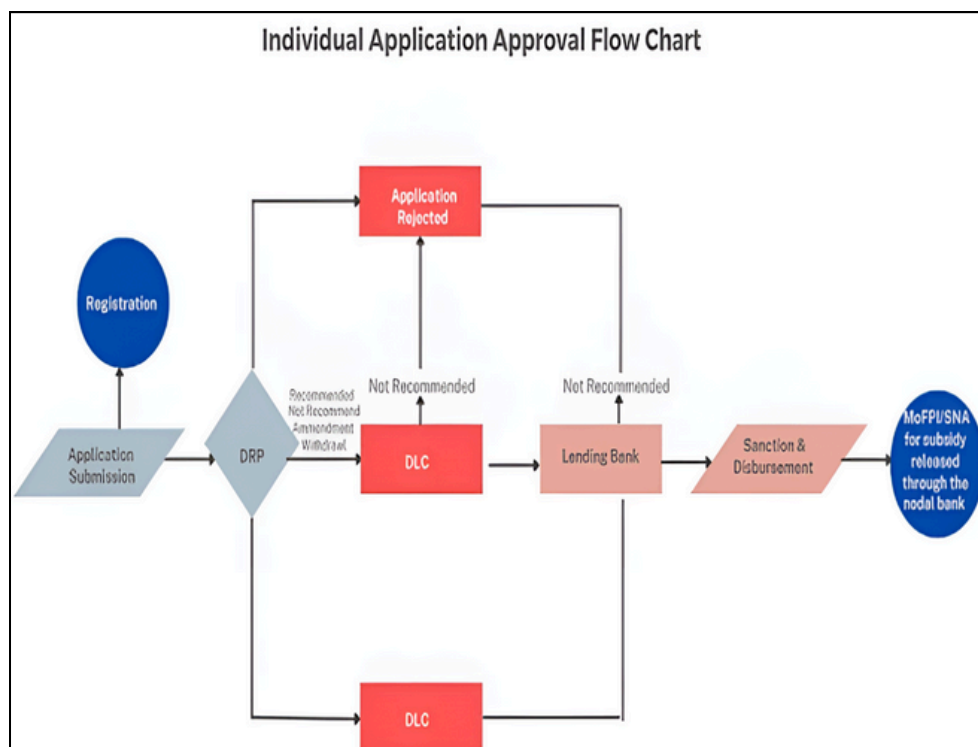 Individual Application Approval Flow Chart
Application
Rejected
Registration
Not Recommended
Not Recommended
Recommended
Not Recommend
Ammendment
Withdrawl
Application
Submission
DRP
DLC
Lending Bank
Sanction &
Disbursement
MoFPI/SNA
for subsidy
released
through the
nodal bank
DLC